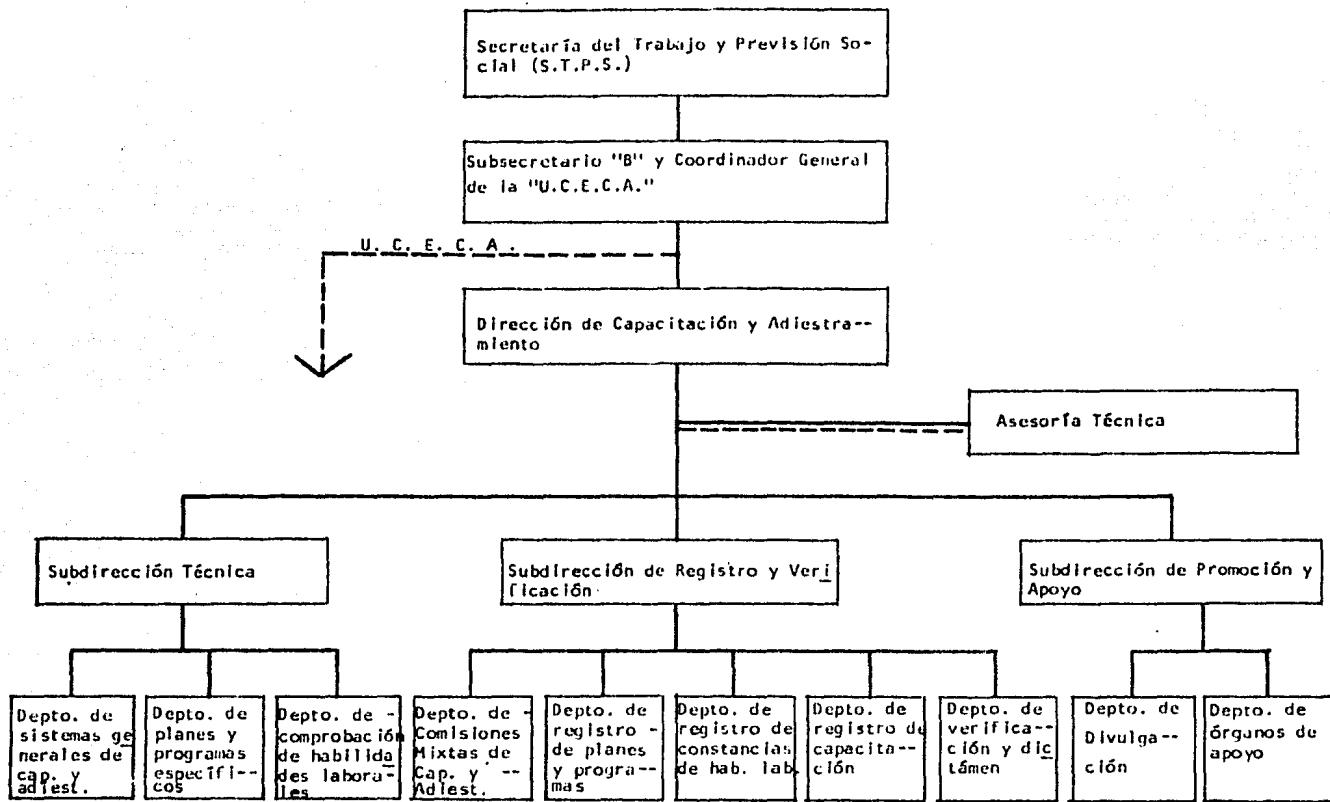 Secretaría del Trabajo y Previsión So-
cial (S.T.P.S.)
Subsecretario "B" y Coordinador General
de la "U.C.E.C.A."
U. C. E. C. A.
Dirección de Capacitación y Adiestra--
miento
Asesoría Técnica
Subdirección Técnica
Subdirección de Registro y Veri
ficación
Subdirección de Promoción y
Apoyo
Depto. de
sistemas ge
nerales de
cap. y
adiest.
Depto. de
planes y
programas
específi--
cos
Depto. de -
comprobación
de habilida
des labora-
les
Depto. de -
Comisiones
Mixtas de
Cap. y --
Adiest.
Depto. de
registro -
de planes
y progra--
mas
Depto. de
registro de
constancias
de hab. lab.
Depto. de
registro de
capacita--
ción
Depto. de
verifica--
ción y dic
támen
Depto. de
Divulga--
ción
Depto. de
órganos de
apoyo